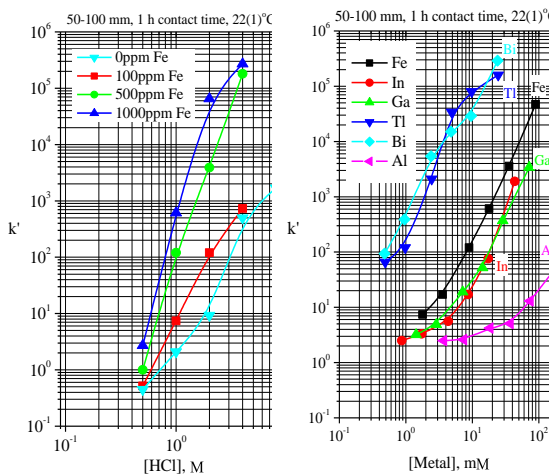 50-100 mm, 1 h contact time, 22(1)°C
10^6
10^5
10^4
10^3
10^2
10^1
10^0
10^-1
k'
0ppm Fe
100ppm Fe
500ppm Fe
1000ppm Fe
10^-1
10^0
[HCl], M
50-100 mm, 1 h contact time, 22(1)°C
10^6
10^5
10^4
10^3
10^2
10^1
10^0
10^-1
k'
Fe
In
Ga
Tl
Bi
Al
Bi
Tl
Fe
Ga
In
A
10^-1
10^0
10^1
10^2
[Metal], mM